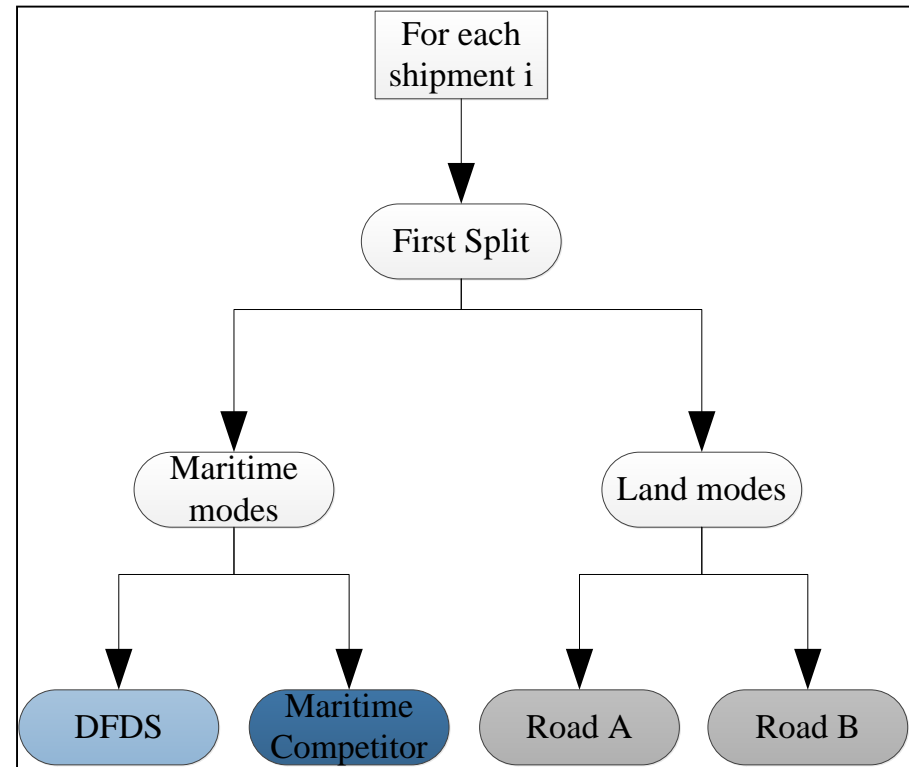 For each
shipment i
First Split
Maritime
modes
Land modes
DFDS
Maritime
Competitor
Road A
Road B